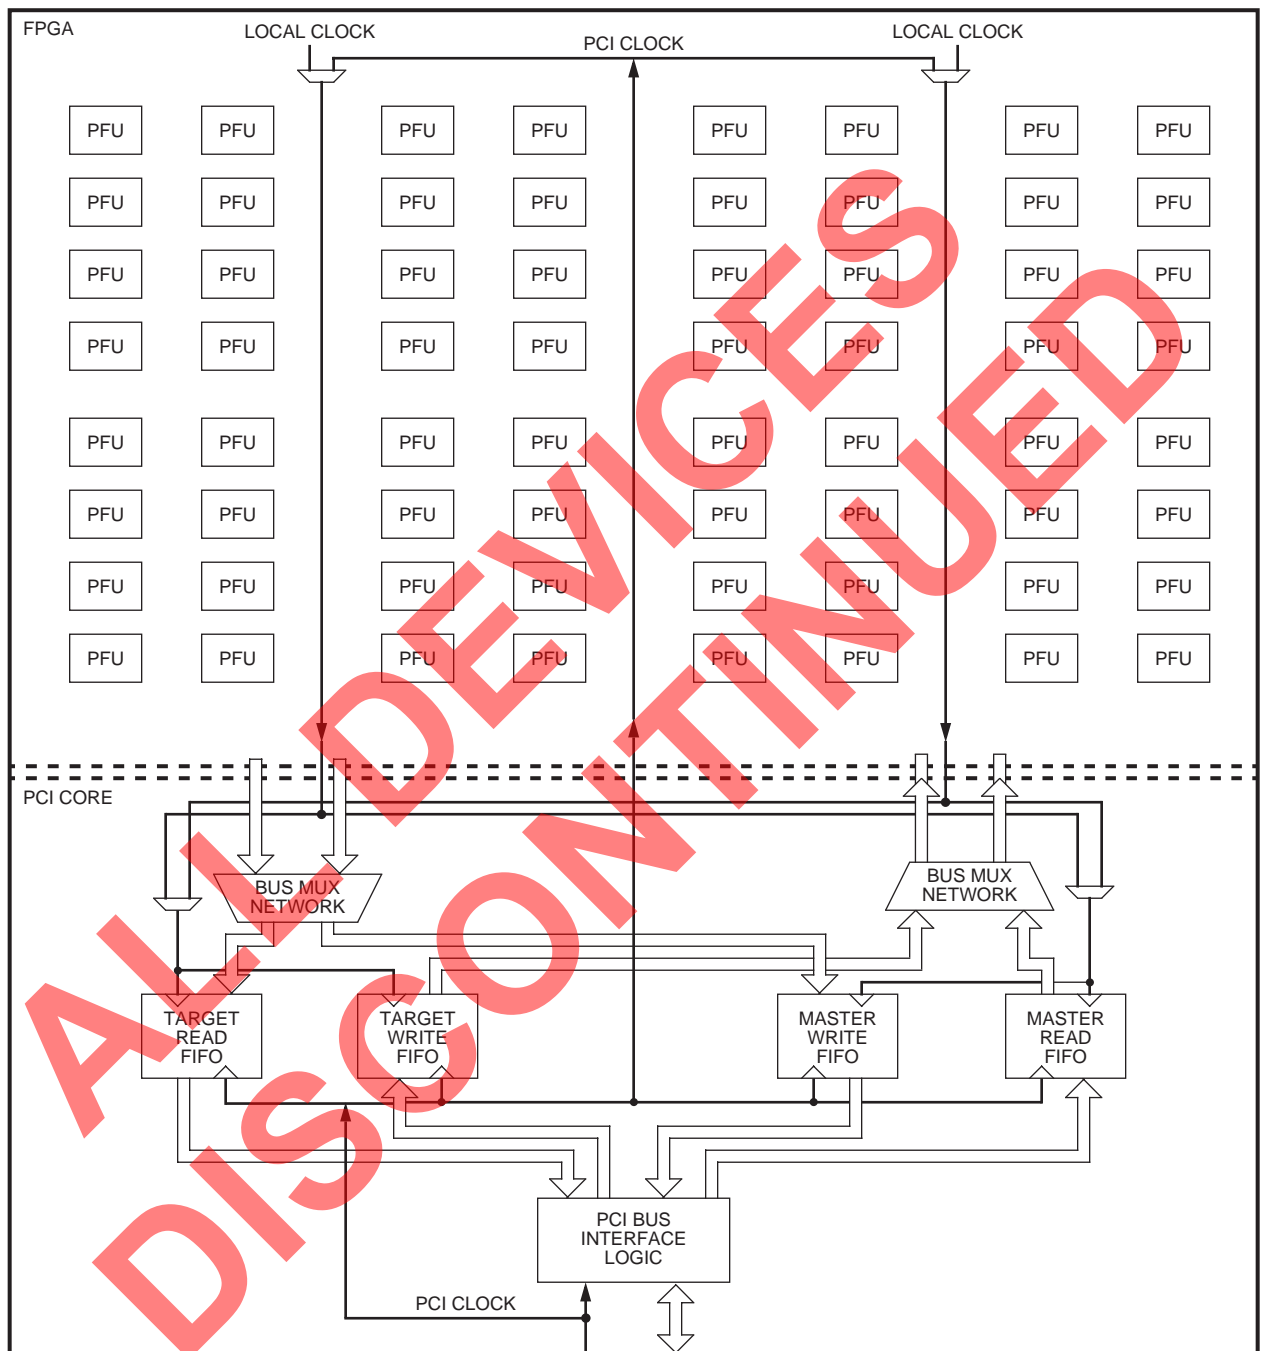 FPGA
LOCAL CLOCK PCI CLOCK LOCAL CLOCK
PFU PFU PFU PFU PFU PFU PFU PFU
PFU PFU PFU PFU PFU PFU PFU PFU
PFU PFU PFU PFU PFU PFU PFU PFU
PFU PFU PFU PFU PFU PFU PFU PFU
PFU PFU PFU PFU PFU PFU PFU PFU
PFU PFU PFU PFU PFU PFU PFU PFU
PFU PFU PFU PFU PFU PFU PFU PFU
PFU PFU PFU PFU PFU PFU PFU PFU
PCI CORE
BUS MUX
NETWORK
BUS MUX
NETWORK
TARGET
READ
FIFO
TARGET
WRITE
FIFO
MASTER
WRITE
FIFO
MASTER
READ
FIFO
PCI BUS
INTERFACE
LOGIC
PCI CLOCK
ALL DEVICES
DISCONTINUED